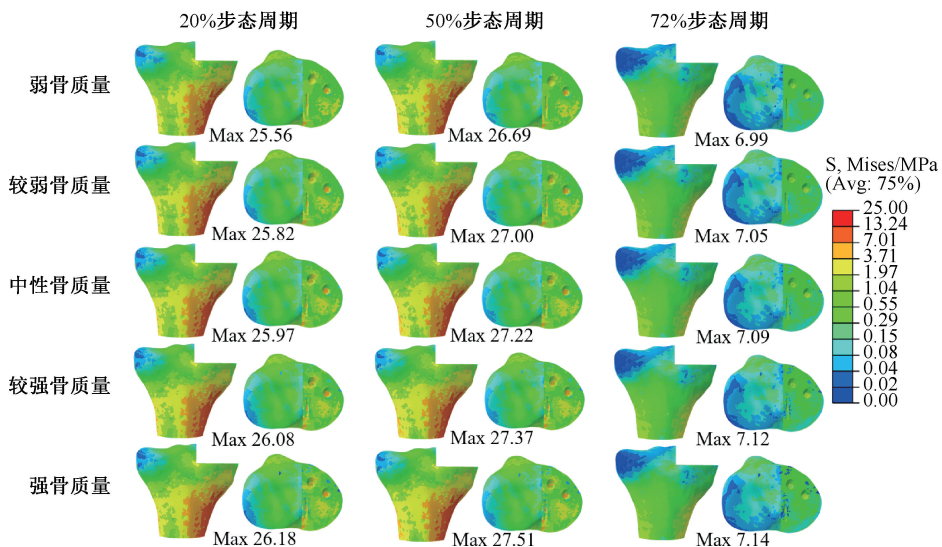 20%步态周期 50%步态周期 72%步态周期
弱骨质量
Max 25.56 Max 26.69 Max 6.99
较弱骨质量
Max 25.82 Max 27.00 Max 7.05
中性骨质量
Max 25.97 Max 27.22 Max 7.09
较强骨质量
Max 26.08 Max 27.37 Max 7.12
强骨质量
Max 26.18 Max 27.51 Max 7.14
S, Mises/MPa
(Avg: 75%)
25.00
13.24
7.01
3.71
1.97
1.04
0.55
0.29
0.15
0.08
0.04
0.02
0.00